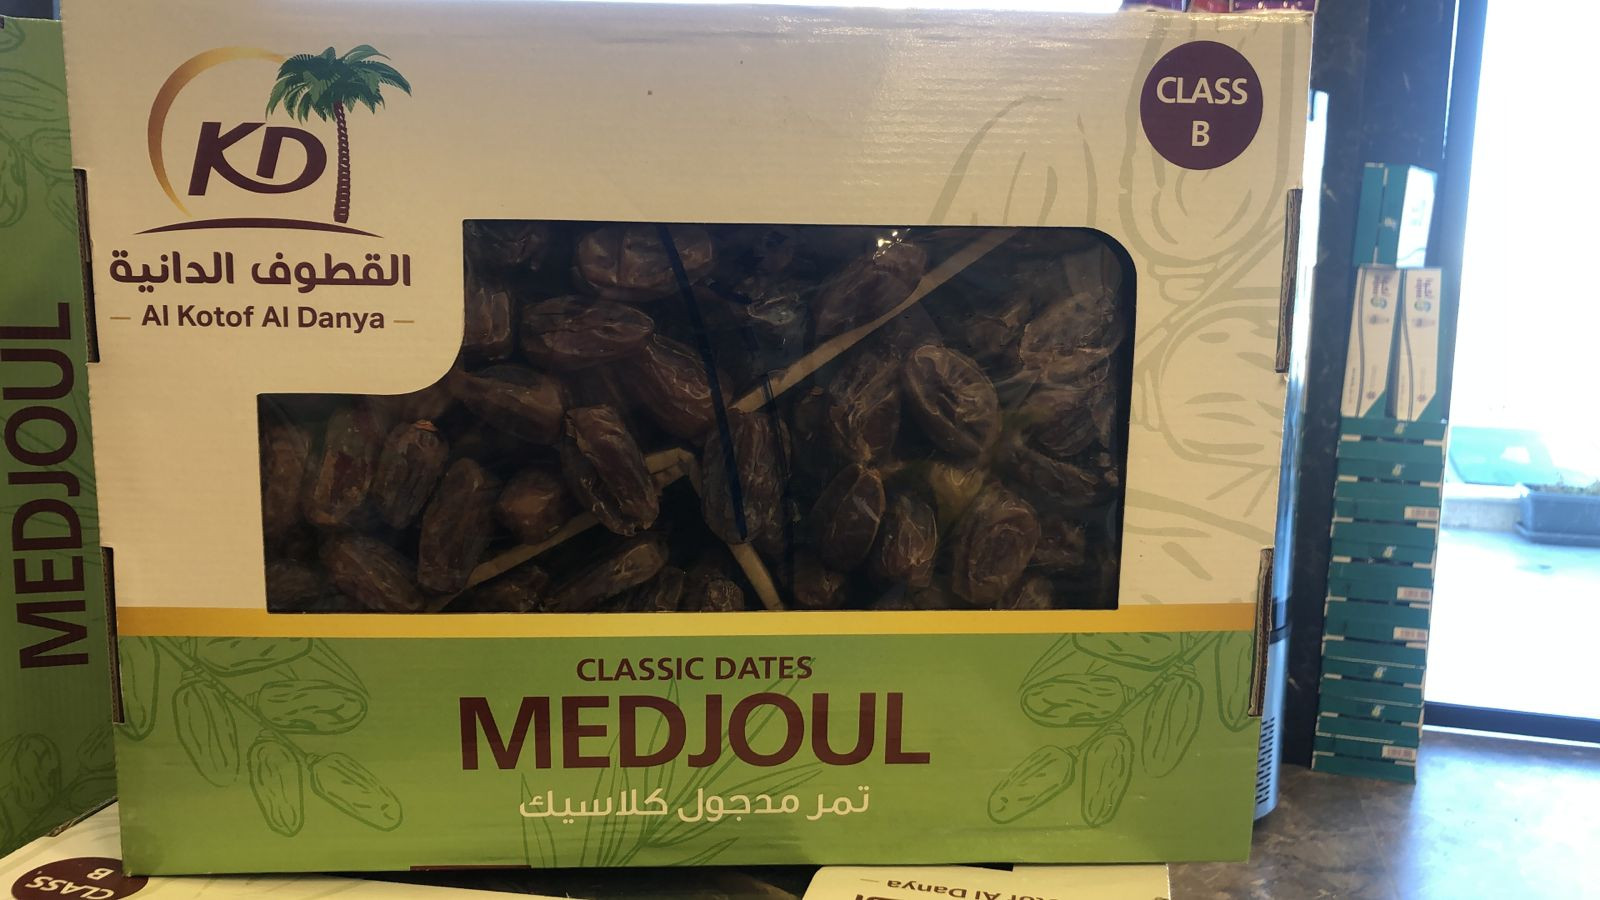 KD
القطوف الدانية
Al Kotof Al Danya
CLASS
B
CLASSIC DATES
MEDJOUL
تمر مدجول كلاسيك
MEDJOUL
CLASS
B
Al Danya